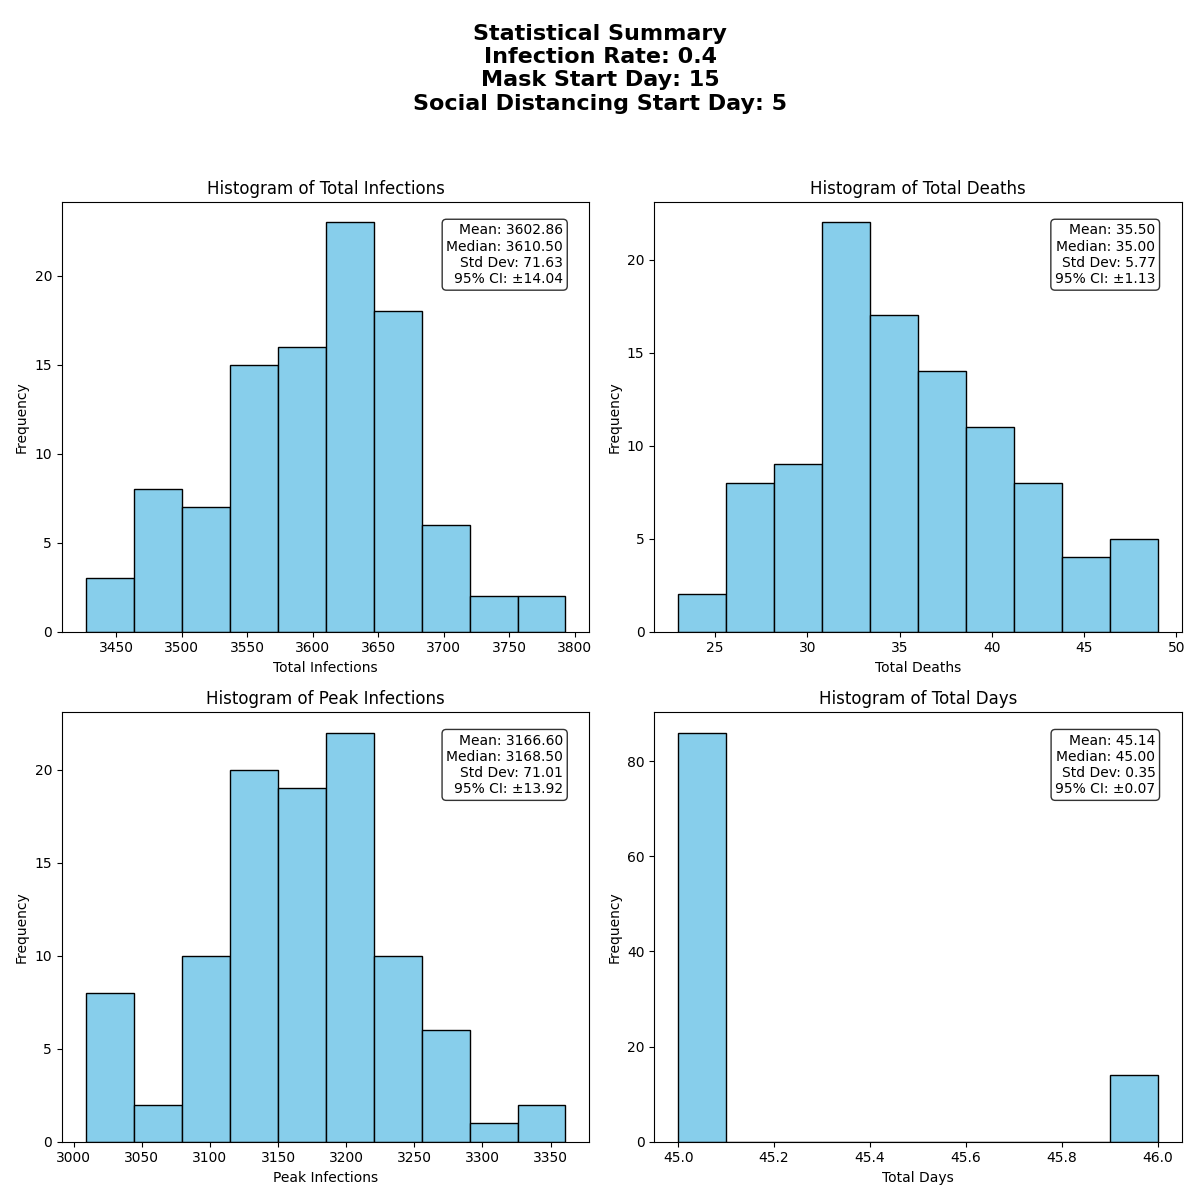 Statistical Summary
Infection Rate: 0.4
Mask Start Day: 15
Social Distancing Start Day: 5
Histogram of Total Infections
Mean: 3602.86
Median: 3610.50
Std Dev: 71.63
95% CI: ±14.04
Frequency
20
15
10
5
0
3450 3500 3550 3600 3650 3700 3750 3800
Total Infections
Histogram of Total Deaths
Mean: 35.50
Median: 35.00
Std Dev: 5.77
95% CI: ±1.13
Frequency
20
15
10
5
0
25 30 35 40 45 50
Total Deaths
Histogram of Peak Infections
Mean: 3166.60
Median: 3168.50
Std Dev: 71.01
95% CI: ±13.92
Frequency
20
15
10
5
0
3000 3050 3100 3150 3200 3250 3300 3350
Peak Infections
Histogram of Total Days
Mean: 45.14
Median: 45.00
Std Dev: 0.35
95% CI: ±0.07
Frequency
80
60
40
20
0
45.0 45.2 45.4 45.6 45.8 46.0
Total Days